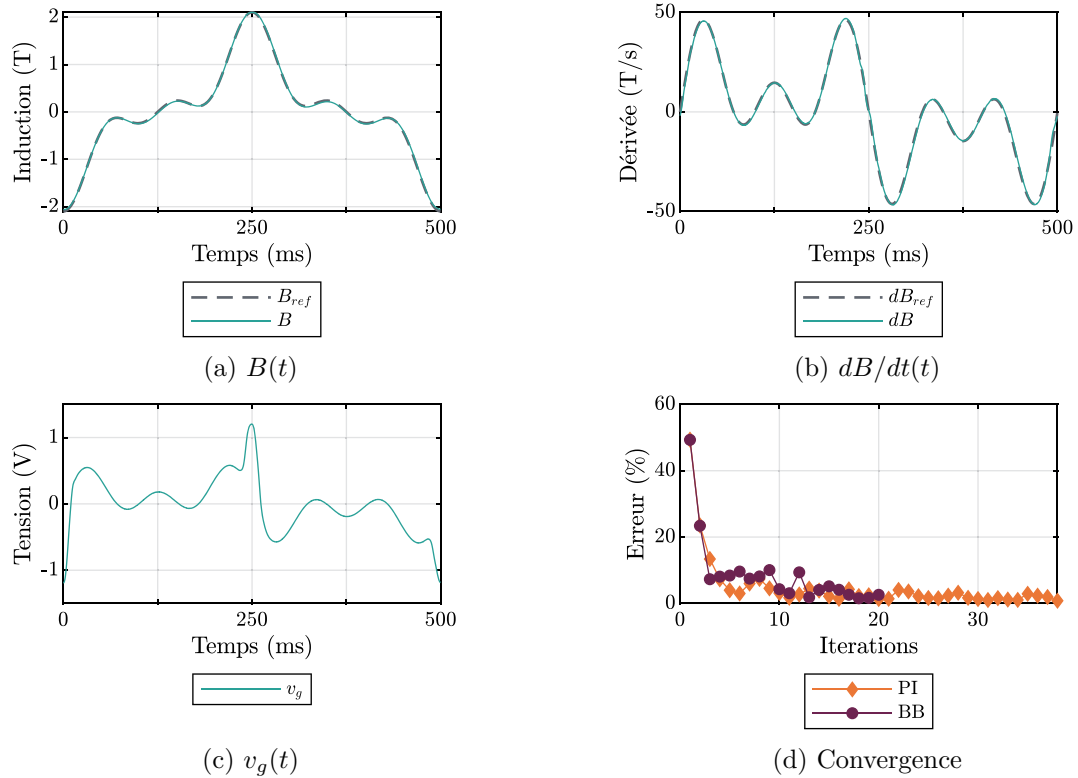 2
1
0
-1
-2
Induction (T)
0
250
500
Temps (ms)
B_ref
B
(a) B(t)
50
0
-50
Dérivée (T/s)
0
250
500
Temps (ms)
dB_ref
dB
(b) dB/dt(t)
1
0
-1
Tension (V)
0
250
500
Temps (ms)
v_g
(c) v_g(t)
60
40
20
0
Erreur (%)
0
10
20
30
Iterations
PI
BB
(d) Convergence